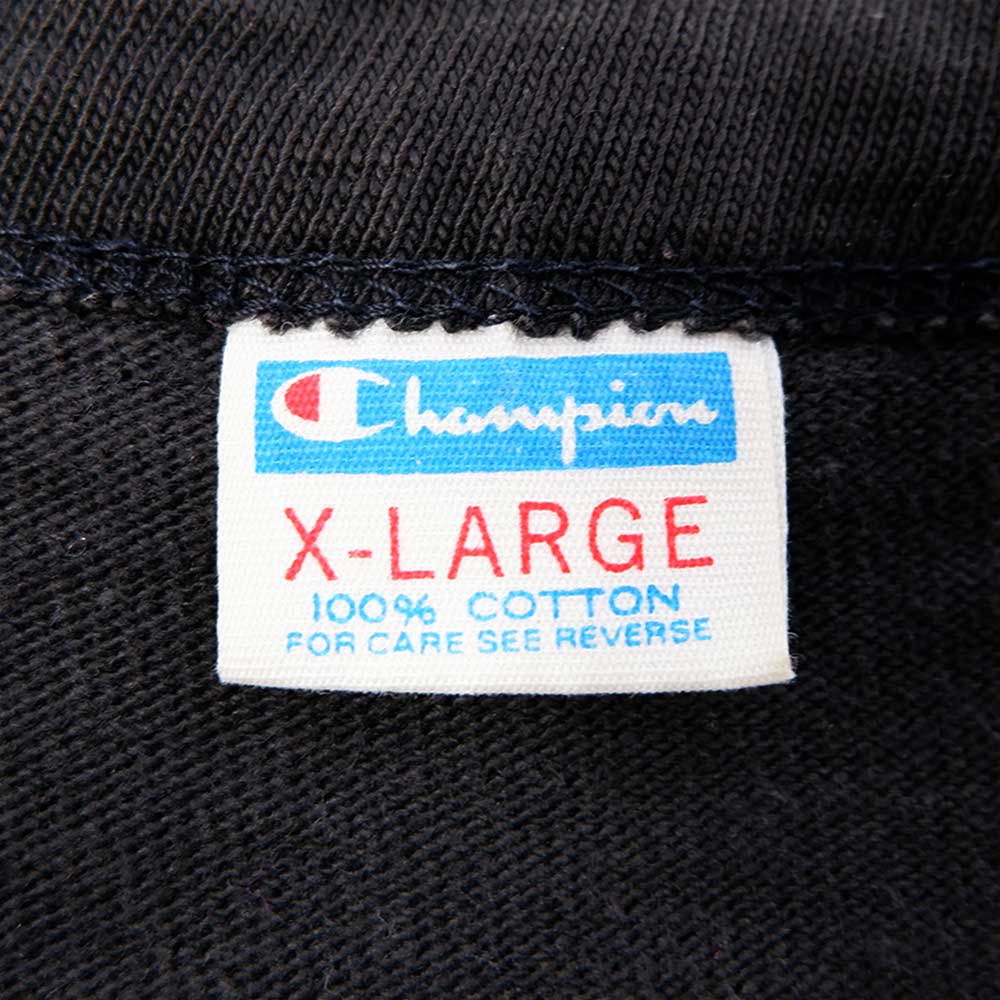 Champion
X-LARGE
100% COTTON
FOR CARE SEE REVERSE